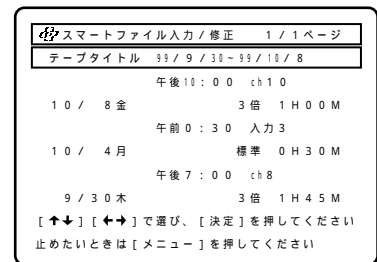 スマートファイル入力/修正 1/1ページ
テープタイトル 99/9/30~99/10/8
午後10:00 ch10
10/ 8金 3倍 1H00M
午前0:30 入力3
10/ 4月 標準 0H30M
午後7:00 ch8
9/30木 3倍 1H45M
[↑↓][←→]で選び、[決定]を押してください
止めたいときは[メニュー]を押してください